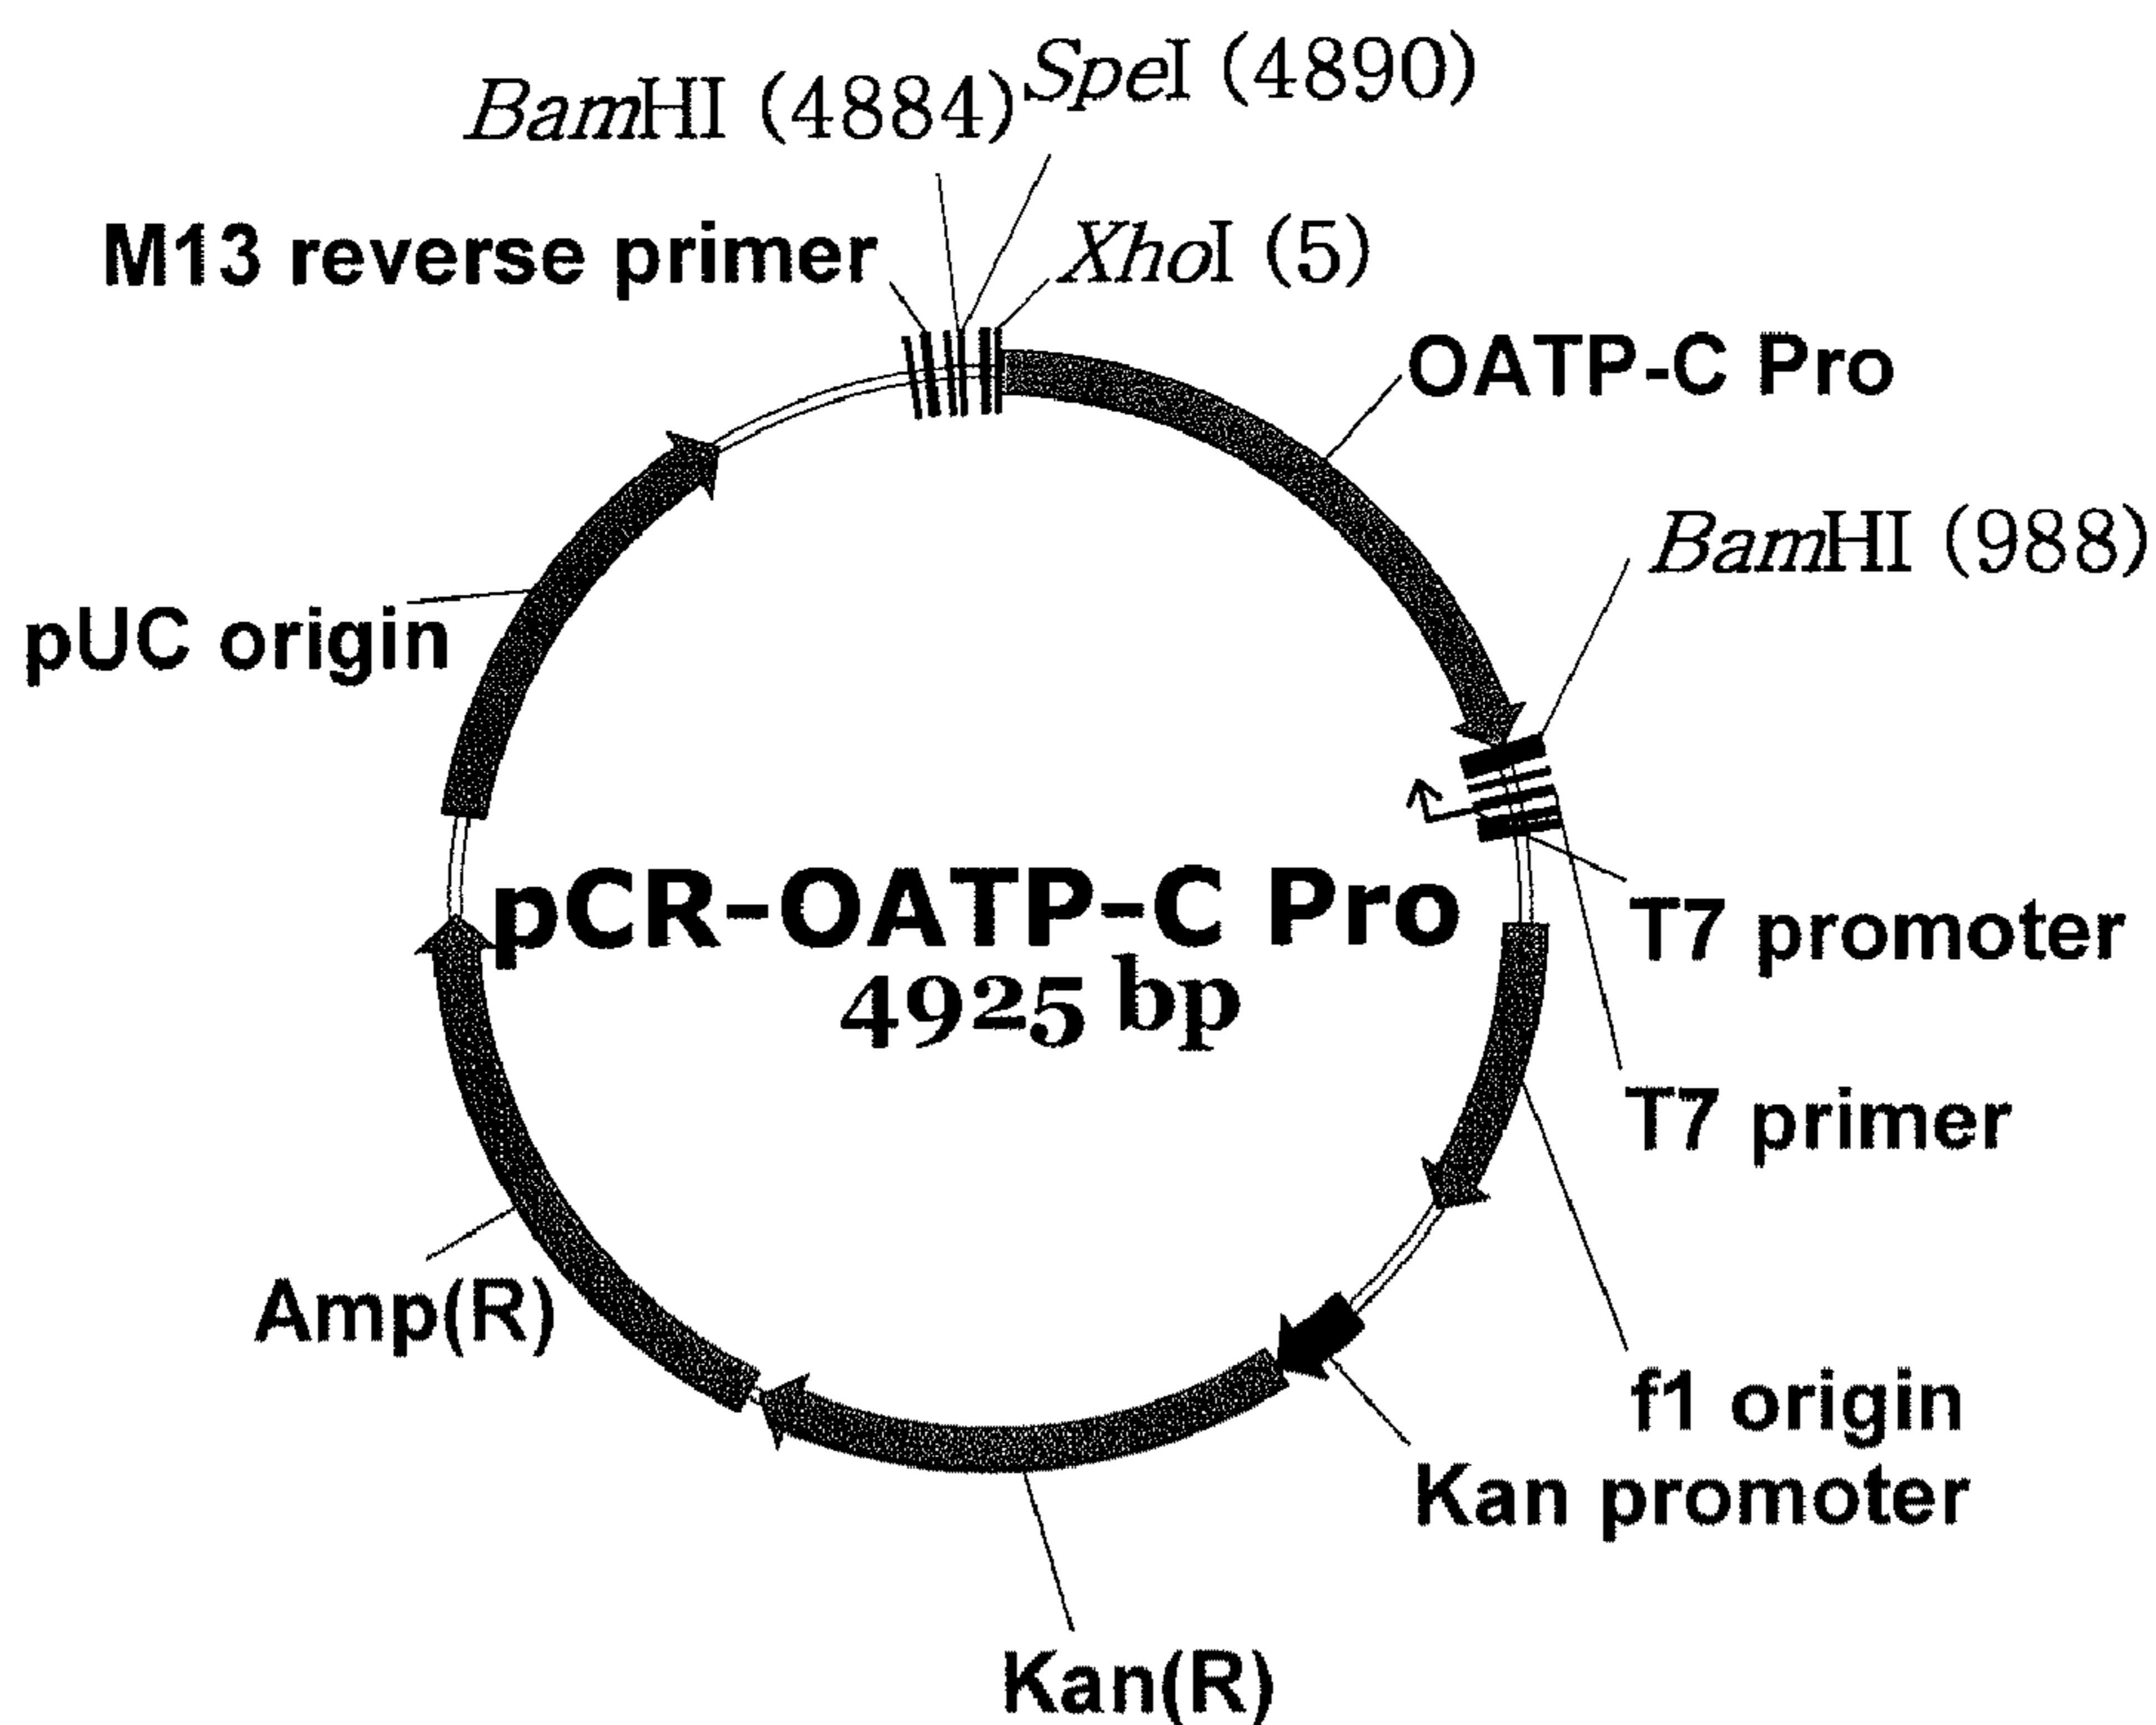 BamHI (4884)
SpeI (4890)
M13 reverse primer
XhoI (5)
OATP-C Pro
BamHI (988)
pUC origin
pCR-OATP-C Pro
4925 bp
T7 promoter
T7 primer
Amp(R)
f1 origin
Kan promoter
Kan(R)